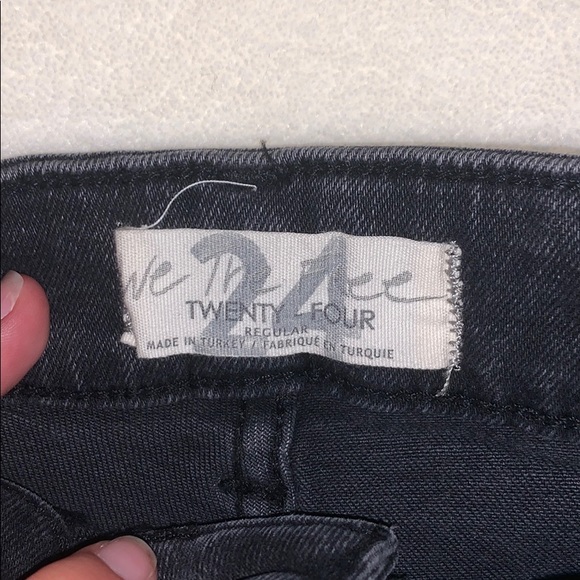 We The Free
24
TWENTY-FOUR
REGULAR
MADE IN TURKEY / FABRIQUÉ EN TURQUIE